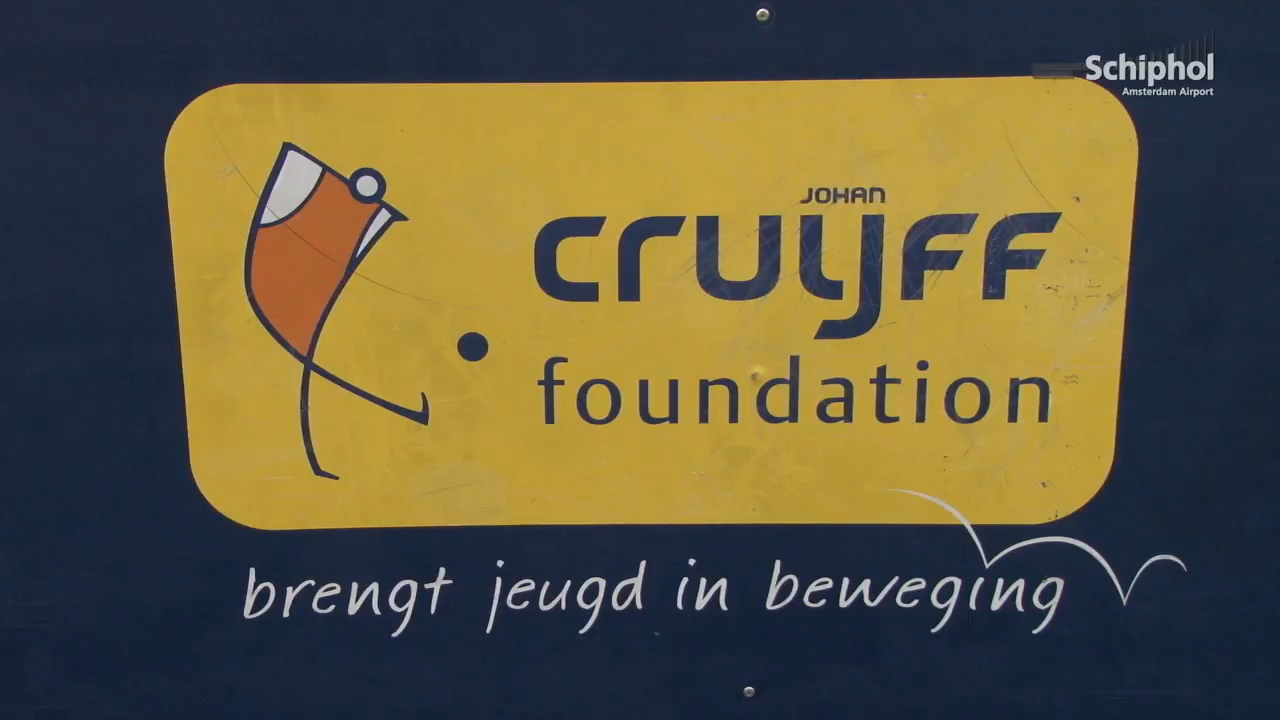 Schiphol
Amsterdam Airport
JOHAN
cruyff
foundation
brengt jeugd in beweging